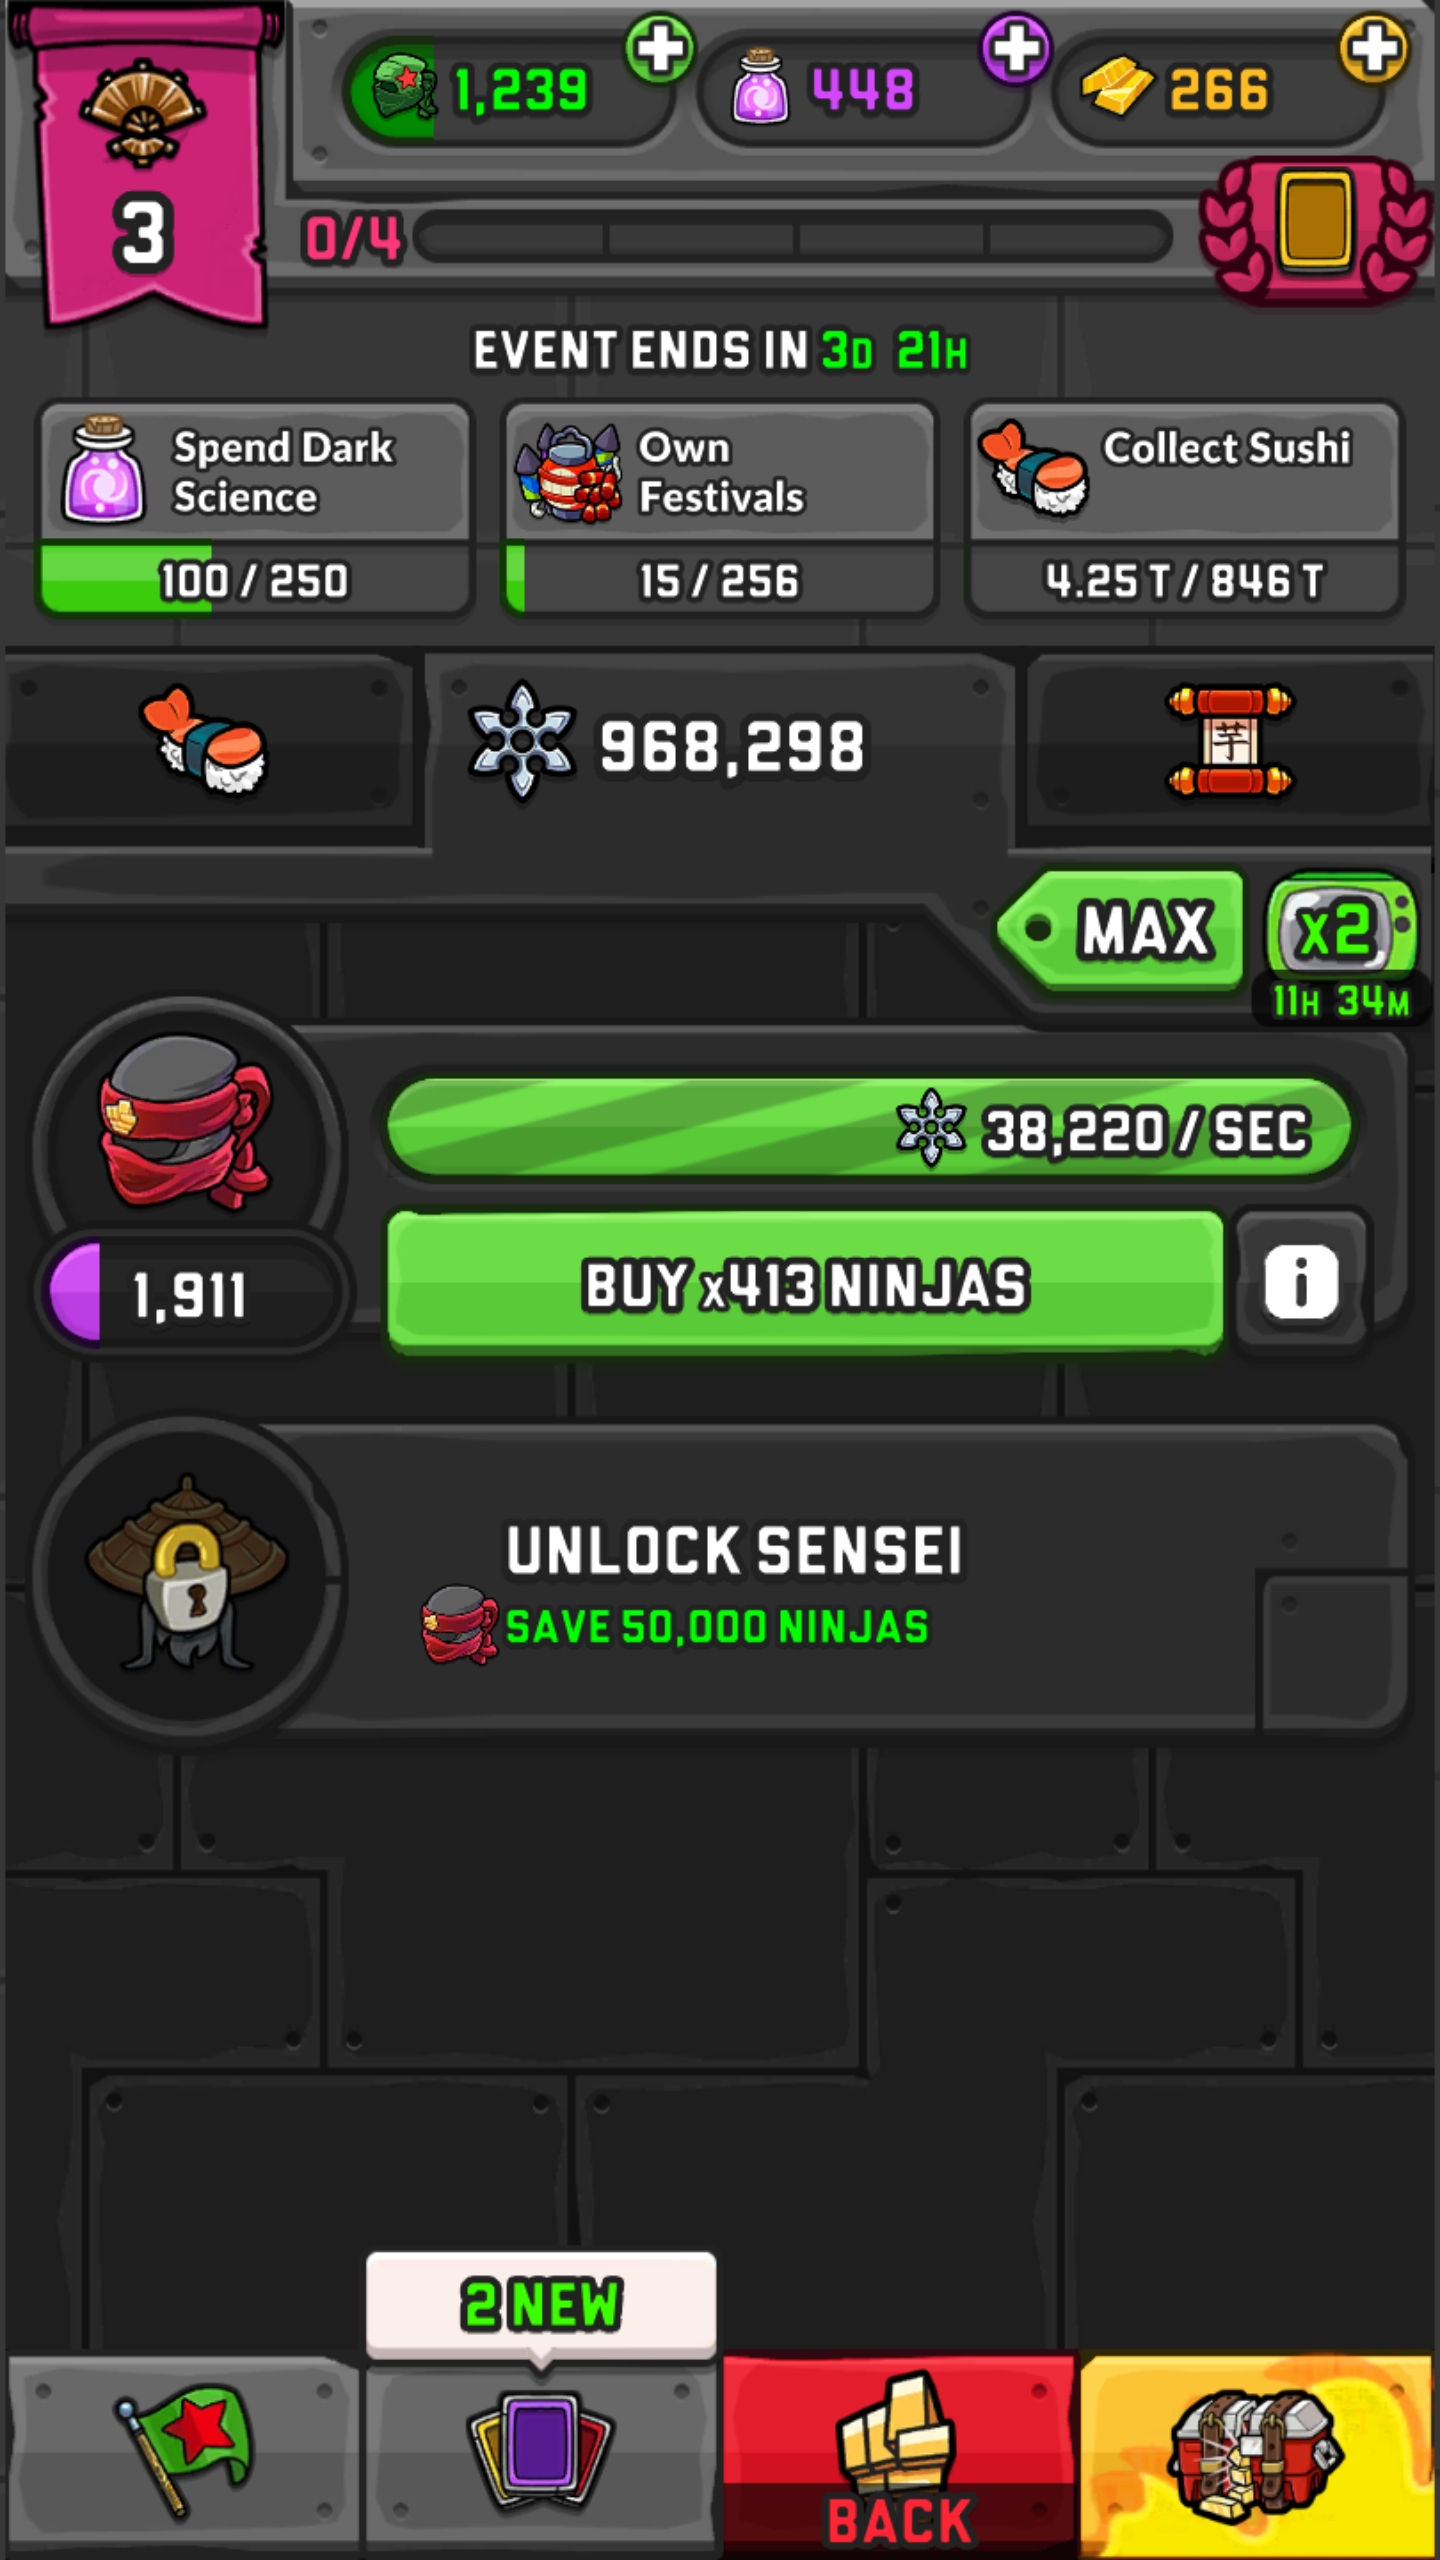 1,239
448
266
3
0/4
EVENT ENDS IN 3D 21H
Spend Dark
Science
100 / 250
Own
Festivals
15 / 256
Collect Sushi
4.25 T / 846 T
968,298
芋
MAX
x2
11H 34M
38,220 / SEC
1,911
BUY x413 NINJAS
i
UNLOCK SENSEI
SAVE 50,000 NINJAS
2 NEW
BACK